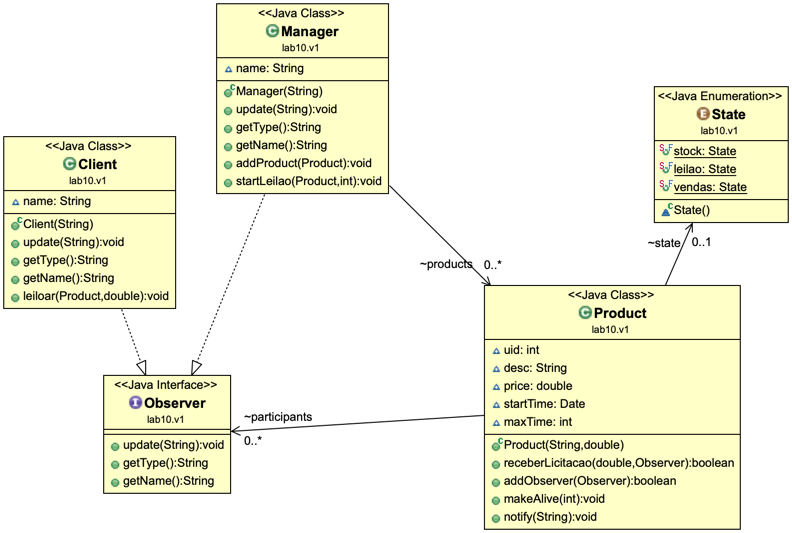 <<Java Class>>
Manager
lab10.v1
name: String
Manager(String)
update(String):void
getType():String
getName():String
addProduct(Product):void
startLeilao(Product,int):void
<<Java Enumeration>>
State
lab10.v1
stock: State
leilao: State
vendas: State
State()
<<Java Class>>
Client
lab10.v1
name: String
Client(String)
update(String):void
getType():String
getName():String
leiloar(Product,double):void
~state 0..1
~products 0..*
<<Java Class>>
Product
lab10.v1
uid: int
desc: String
price: double
startTime: Date
maxTime: int
Product(String,double)
receberLicitacao(double,Observer):boolean
addObserver(Observer):boolean
makeAlive(int):void
notify(String):void
<<Java Interface>>
Observer
lab10.v1
update(String):void
getType():String
getName():String
~participants
0..*